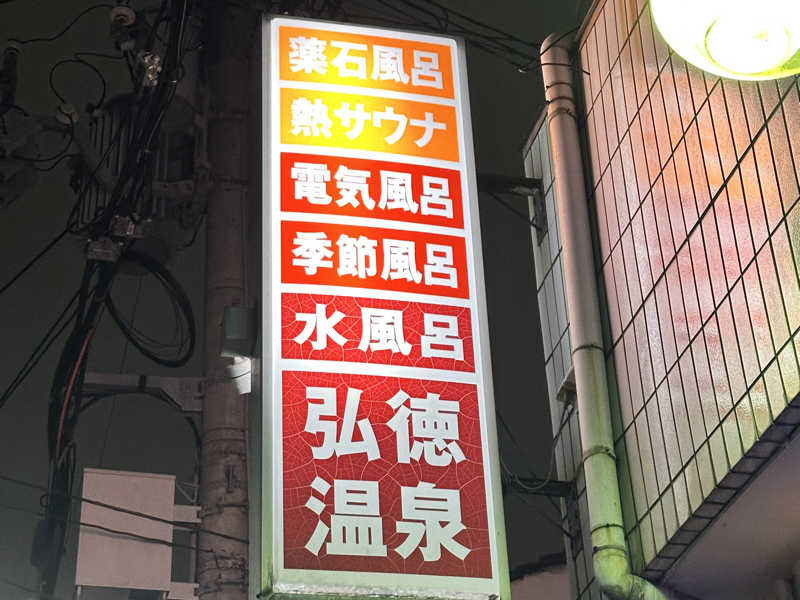 薬石風呂
熱サウナ
電気風呂
季節風呂
水風呂
弘徳
温泉